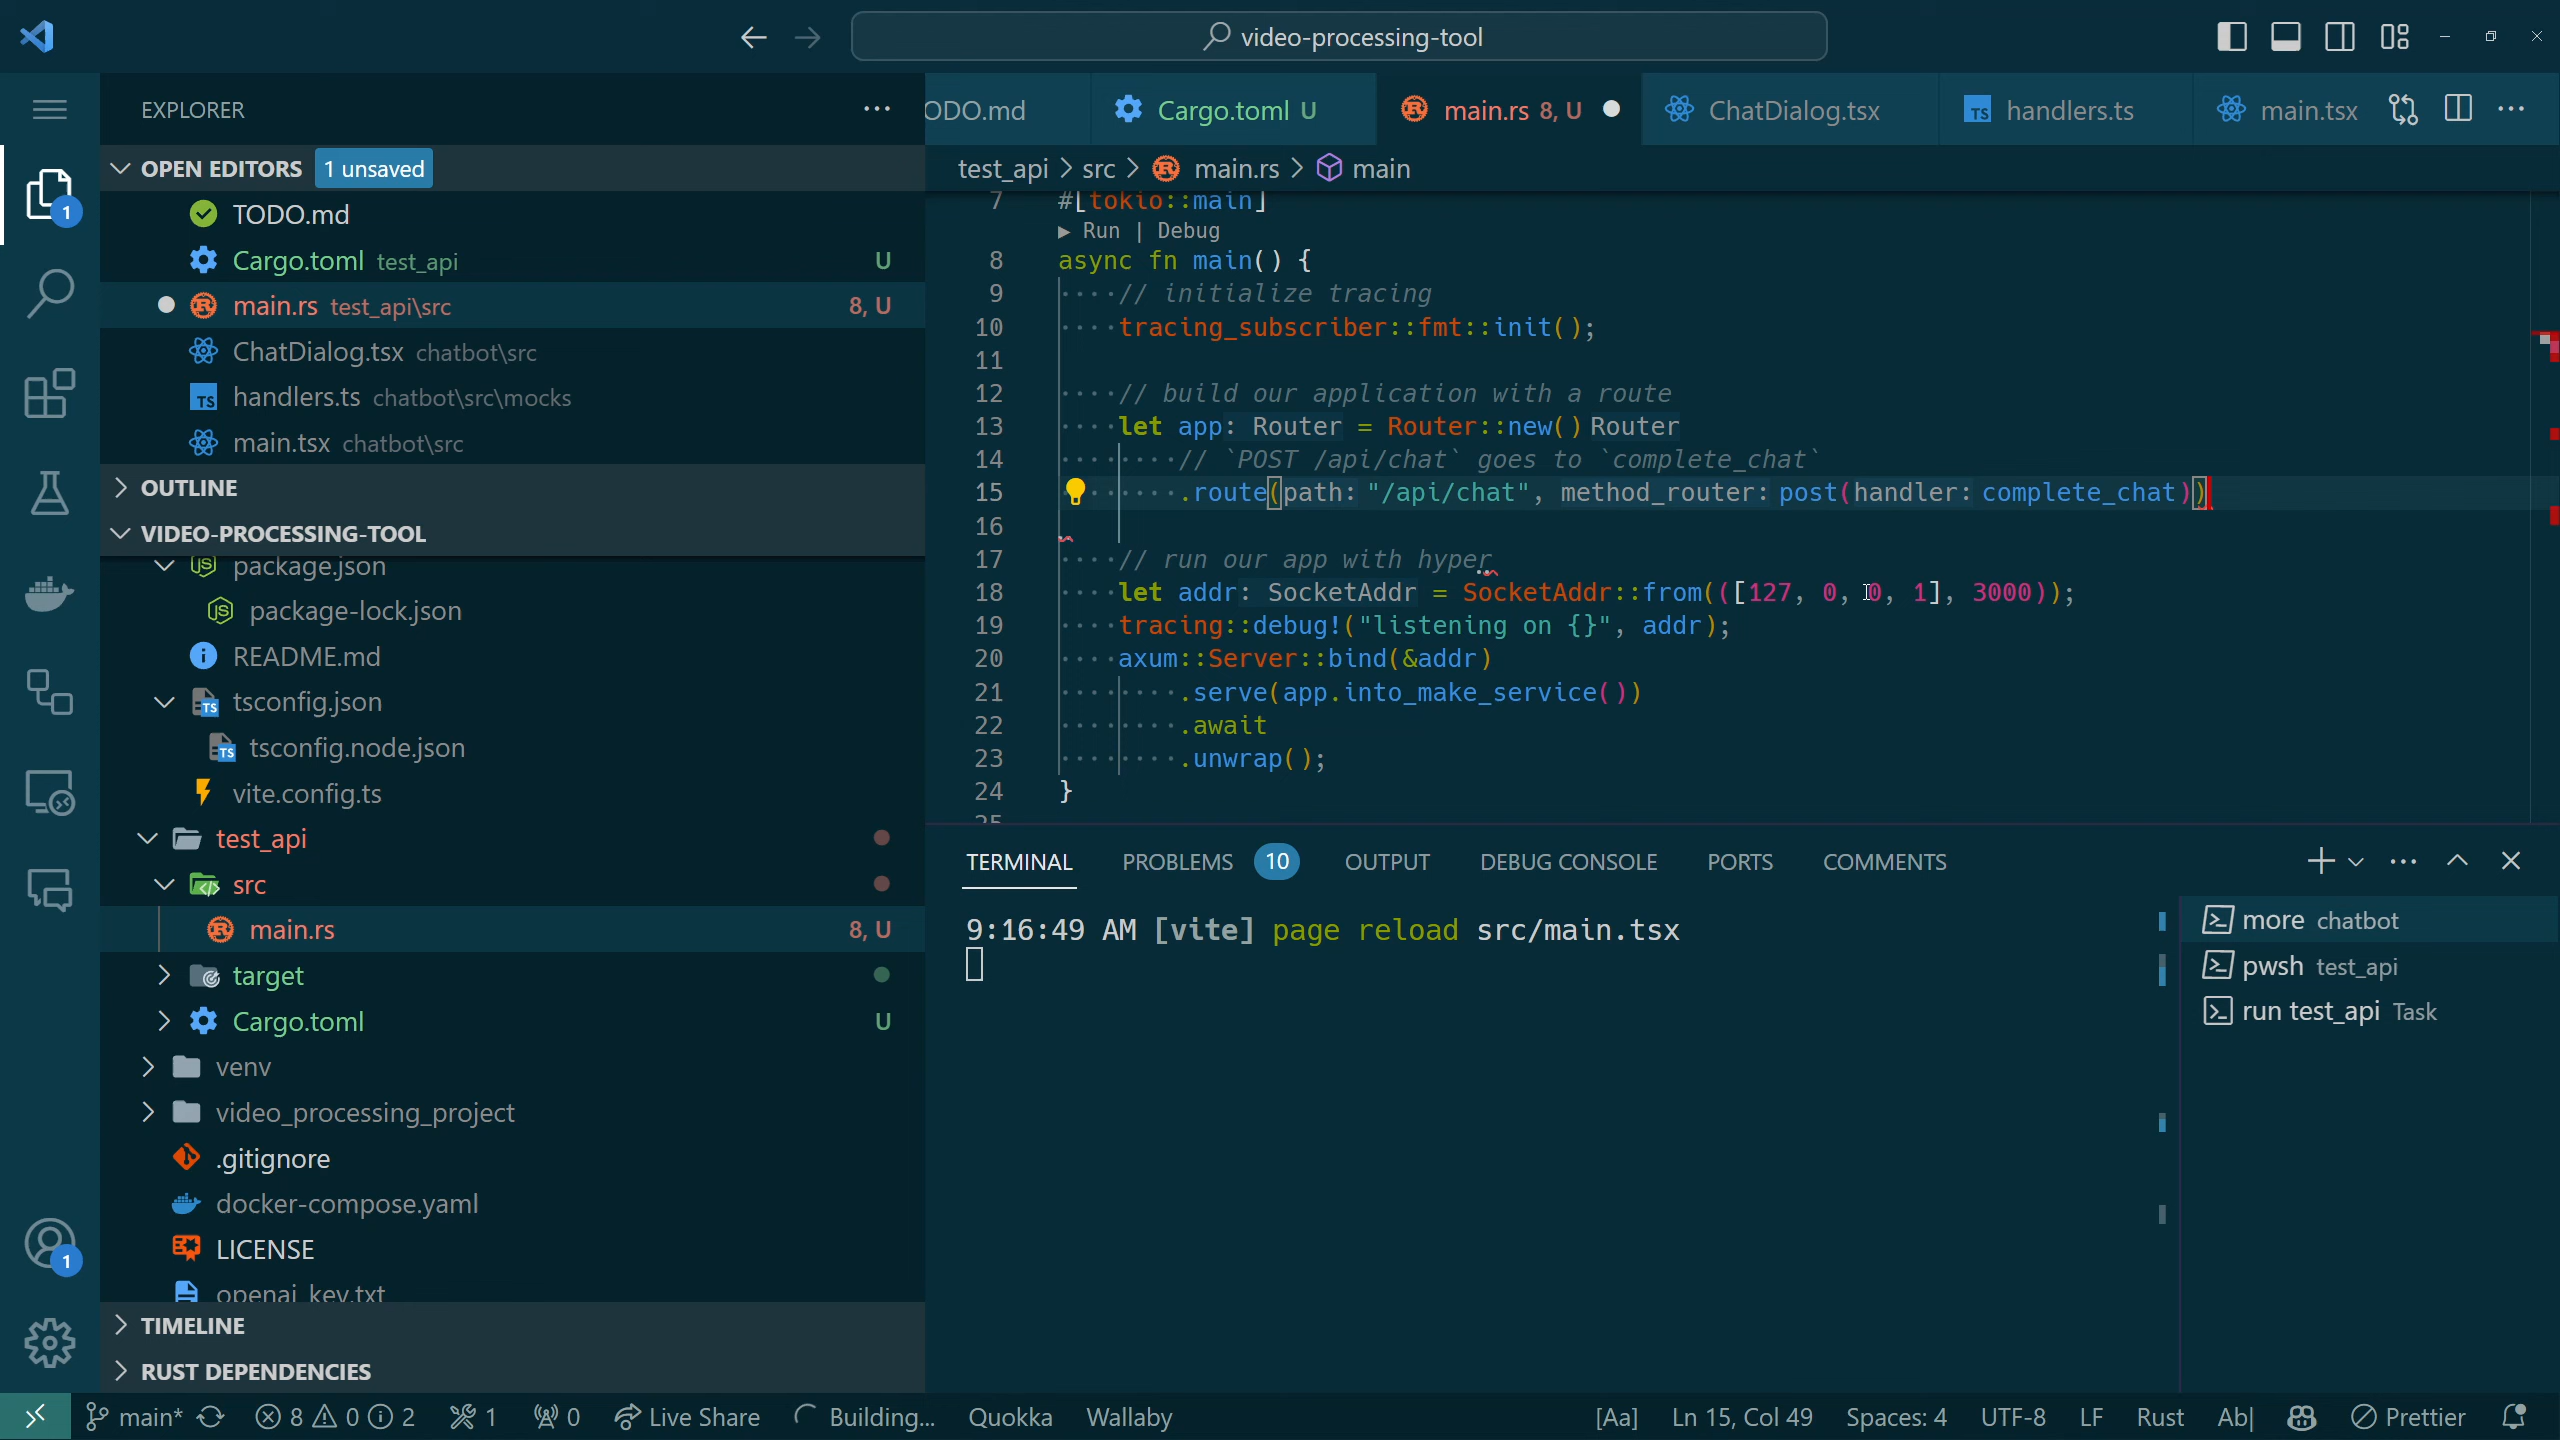 video-processing-tool
EXPLORER
OPEN EDITORS 1 unsaved
TODO.md
Cargo.toml test_api U
main.rs test_api\src 8, U
ChatDialog.tsx chatbot\src
handlers.ts chatbot\src\mocks
main.tsx chatbot\src
OUTLINE
VIDEO-PROCESSING-TOOL
package.json
package-lock.json
README.md
tsconfig.json
tsconfig.node.json
vite.config.ts
test_api
src
main.rs 8, U
target
Cargo.toml U
venv
video_processing_project
.gitignore
docker-compose.yaml
LICENSE
openai_key.txt
TIMELINE
RUST DEPENDENCIES
ODO.md Cargo.toml U main.rs 8, U ChatDialog.tsx handlers.ts main.tsx
test_api > src > main.rs > main
7 #[tokio::main]
▶ Run | Debug
8 async fn main() {
9 // initialize tracing
10 tracing_subscriber::fmt::init();
11
12 // build our application with a route
13 let app: Router = Router::new() Router
14 // `POST /api/chat` goes to `complete_chat`
15 .route(path: "/api/chat", method_router: post(handler: complete_chat))
16
17 // run our app with hyper
18 let addr: SocketAddr = SocketAddr::from(([127, 0, 0, 1], 3000));
19 tracing::debug!("listening on {}", addr);
20 axum::Server::bind(&addr)
21 .serve(app.into_make_service())
22 .await
23 .unwrap();
24 }
25
TERMINAL PROBLEMS 10 OUTPUT DEBUG CONSOLE PORTS COMMENTS
9:16:49 AM [vite] page reload src/main.tsx
more chatbot
pwsh test_api
run test_api Task
1
1
main* 8 0 2 1 0 Live Share Building... Quokka Wallaby [Aa] Ln 15, Col 49 Spaces: 4 UTF-8 LF Rust Ab| Prettier